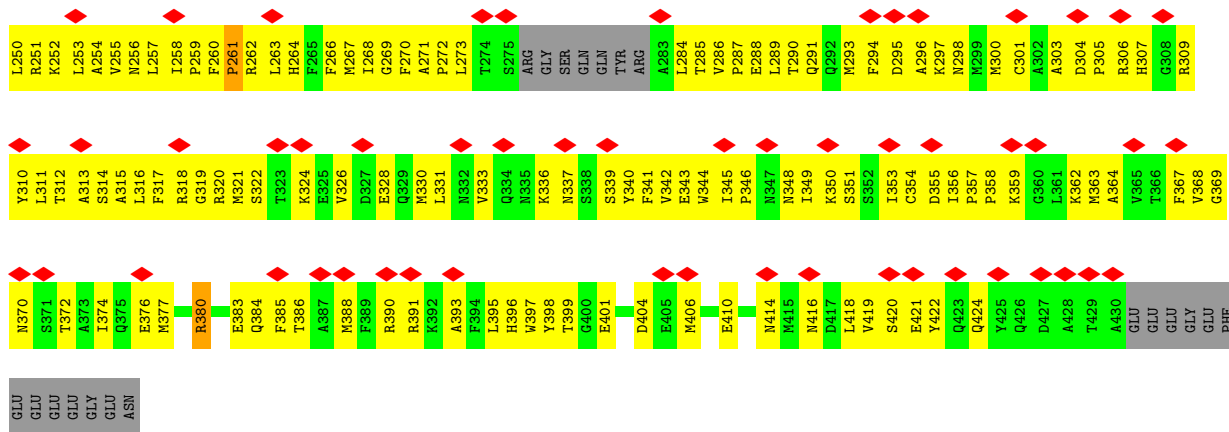 L250 R251 K252 L253 A254 V255 N256 L257 I258 P259 F260 P261 R262 L263 H264 F265 F266 M267 I268 G269 F270 A271 P272 L273 T274 S275 ARG GLY SER GLN GLN TYR ARG A283 L284 T285 V286 P287 E288 L289 T290 Q291 Q292 M293 F294 D295 A296 K297 N298 M299 M300 C301 A302 A303 D304 P305 R306 H307 G308 R309
Y310 L311 T312 A313 S314 A315 L316 F317 R318 G319 R320 M321 S322 T323 K324 E325 V326 D327 E328 Q329 M330 L331 N332 V333 Q334 N335 K336 N337 S338 S339 Y340 F341 V342 E343 W344 I345 P346 N347 N348 I349 K350 S351 S352 I353 C354 D355 I356 P357 P358 K359 G360 L361 K362 M363 A364 V365 T366 F367 V368 G369
N370 S371 T372 A373 I374 Q375 E376 M377 R380 E383 Q384 F385 T386 A387 M388 F389 R390 R391 K392 A393 F394 L395 H396 W397 Y398 T399 G400 E401 D404 E405 M406 E410 N414 M415 N416 D417 L418 V419 S420 E421 Y422 Q423 Q424 Y425 Q426 D427 A428 T429 A430 GLU GLU GLU GLY GLU PHE
GLU GLU GLU GLU GLY GLU ASN